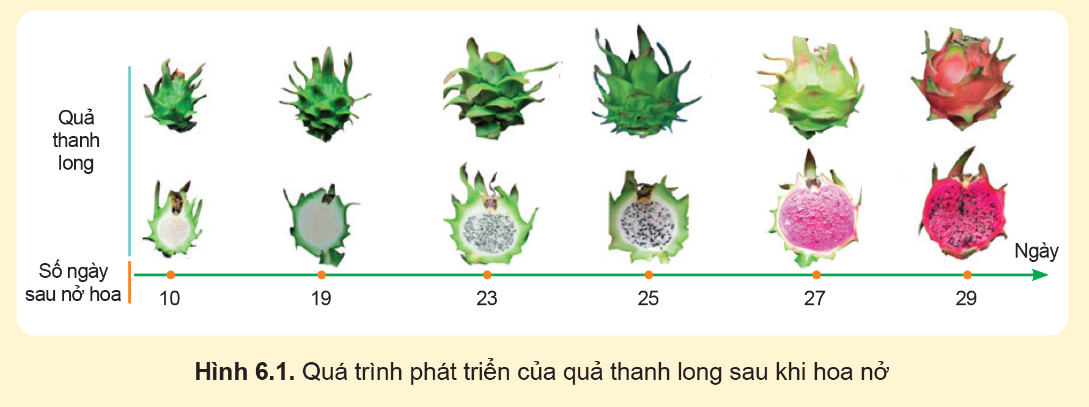 Quả
thanh
long
Ngày
Số ngày
sau nở hoa
10 19 23 25 27 29
Hình 6.1. Quá trình phát triển của quả thanh long sau khi hoa nở